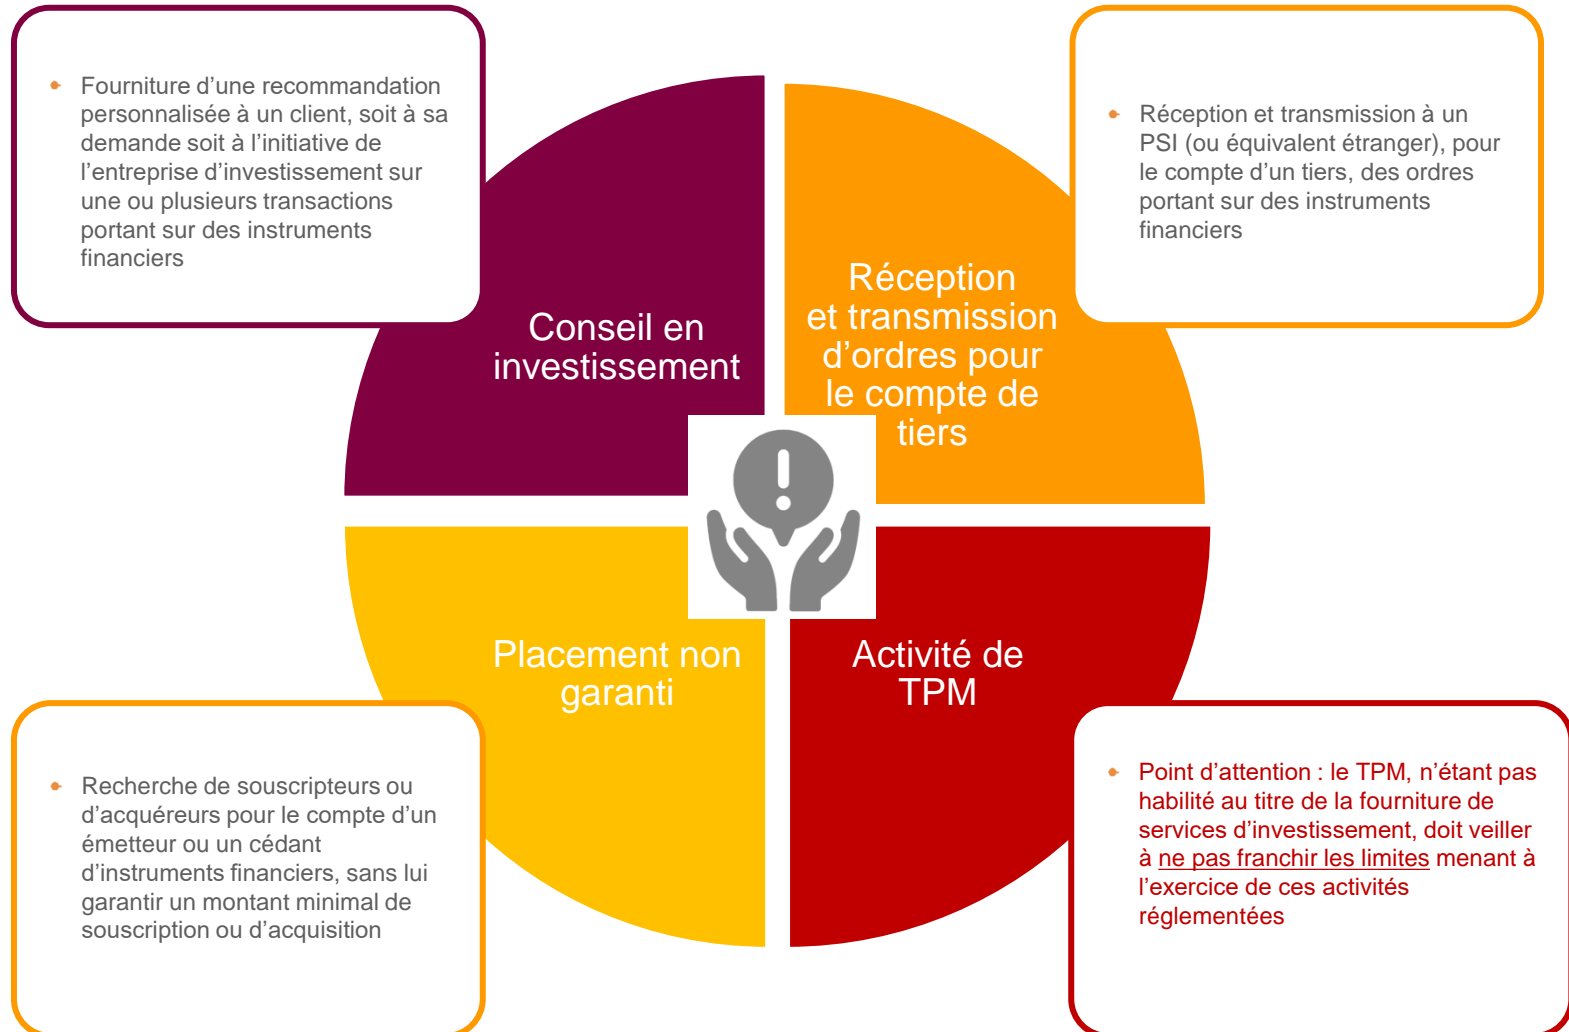 Fourniture d’une recommandation
personnalisée à un client, soit à sa
demande soit à l’initiative de
l’entreprise d’investissement sur
une ou plusieurs transactions
portant sur des instruments
financiers
Réception et transmission à un
PSI (ou équivalent étranger), pour
le compte d’un tiers, des ordres
portant sur des instruments
financiers
Conseil en
investissement
Réception
et transmission
d’ordres pour
le compte de
tiers
Placement non
garanti
Activité de
TPM
Recherche de souscripteurs ou
d’acquéreurs pour le compte d’un
émetteur ou un cédant
d’instruments financiers, sans lui
garantir un montant minimal de
souscription ou d’acquisition
Point d’attention : le TPM, n’étant pas
habilité au titre de la fourniture de
services d’investissement, doit veiller
à ne pas franchir les limites menant à
l’exercice de ces activités
réglementées